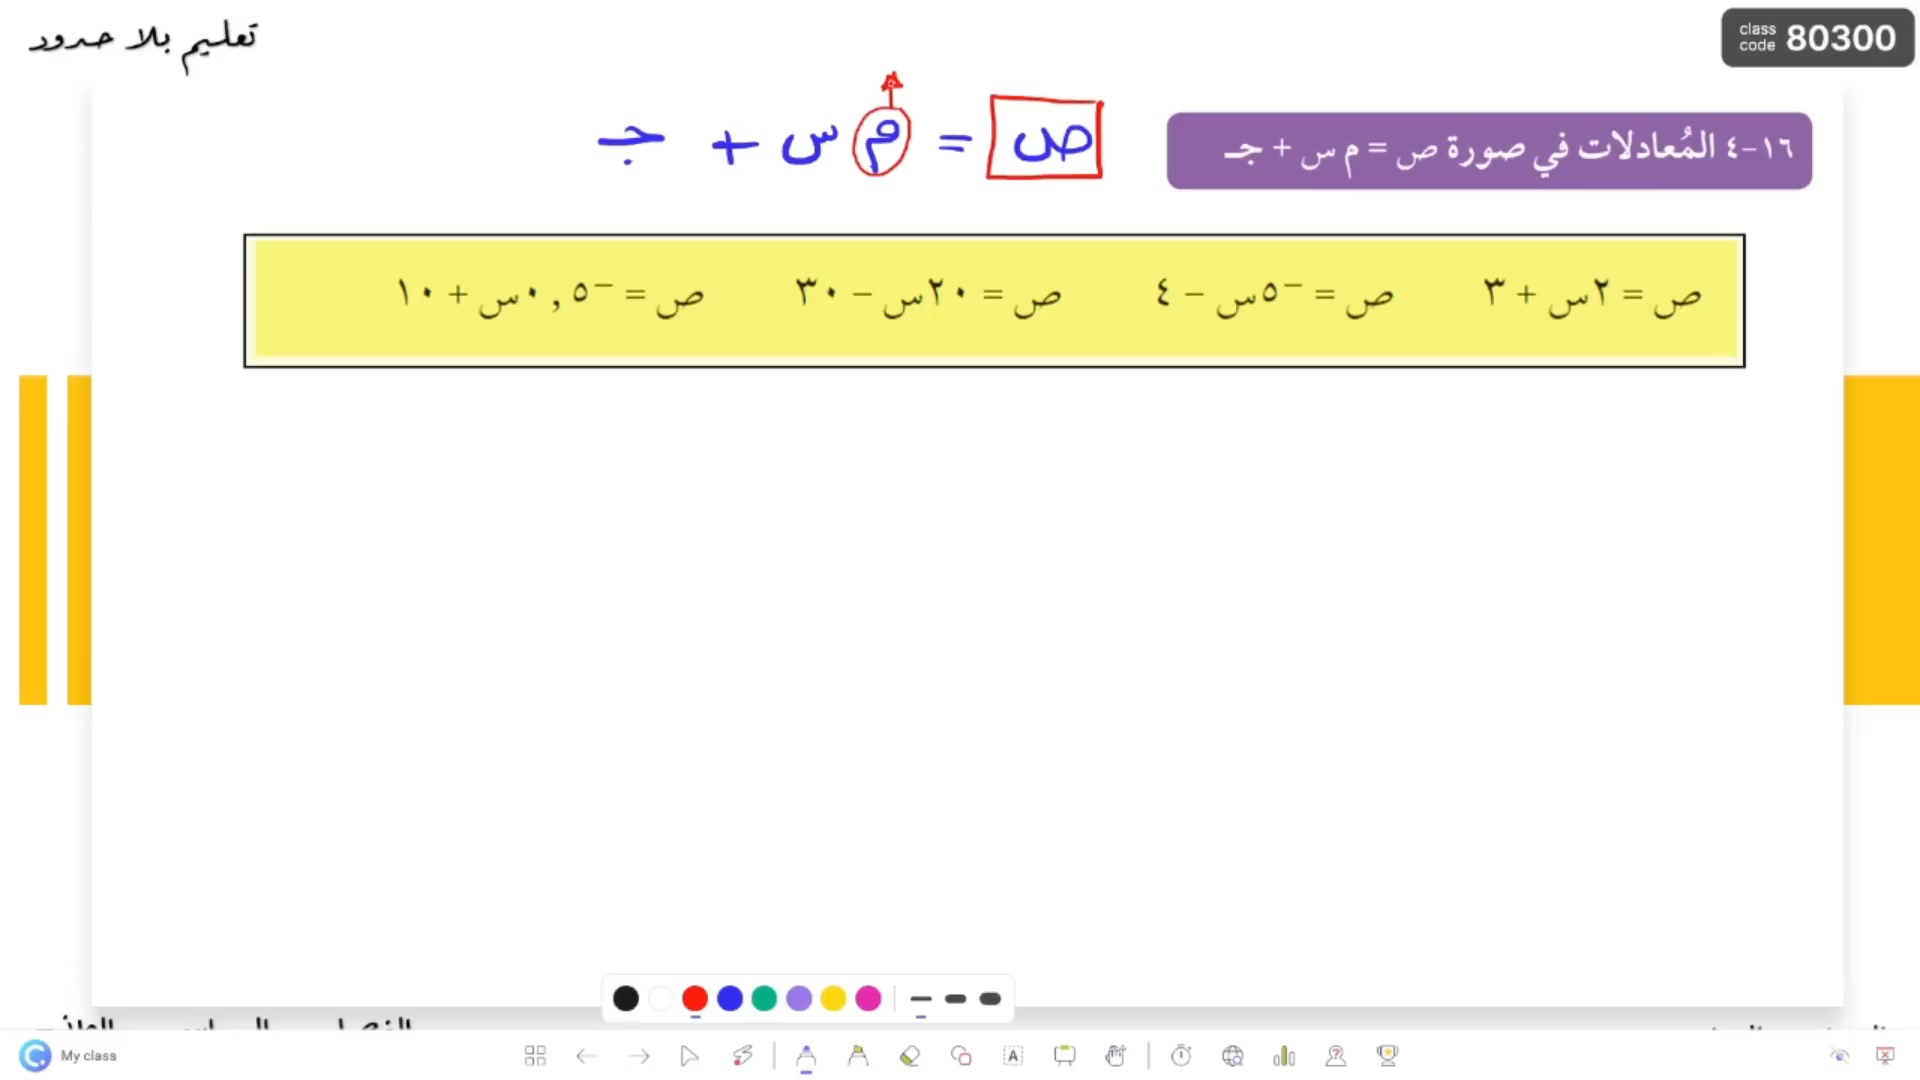 تعليم بلا حدود
class code 80300
ص = م س + جـ
١٦-٤ المُعادلات في صورة ص = م س + جـ
ص = ٢س + ٣    ص = ⁻٥س − ٤    ص = ٢٠س − ٣٠    ص = ⁻٠,٥س + ١٠
My class